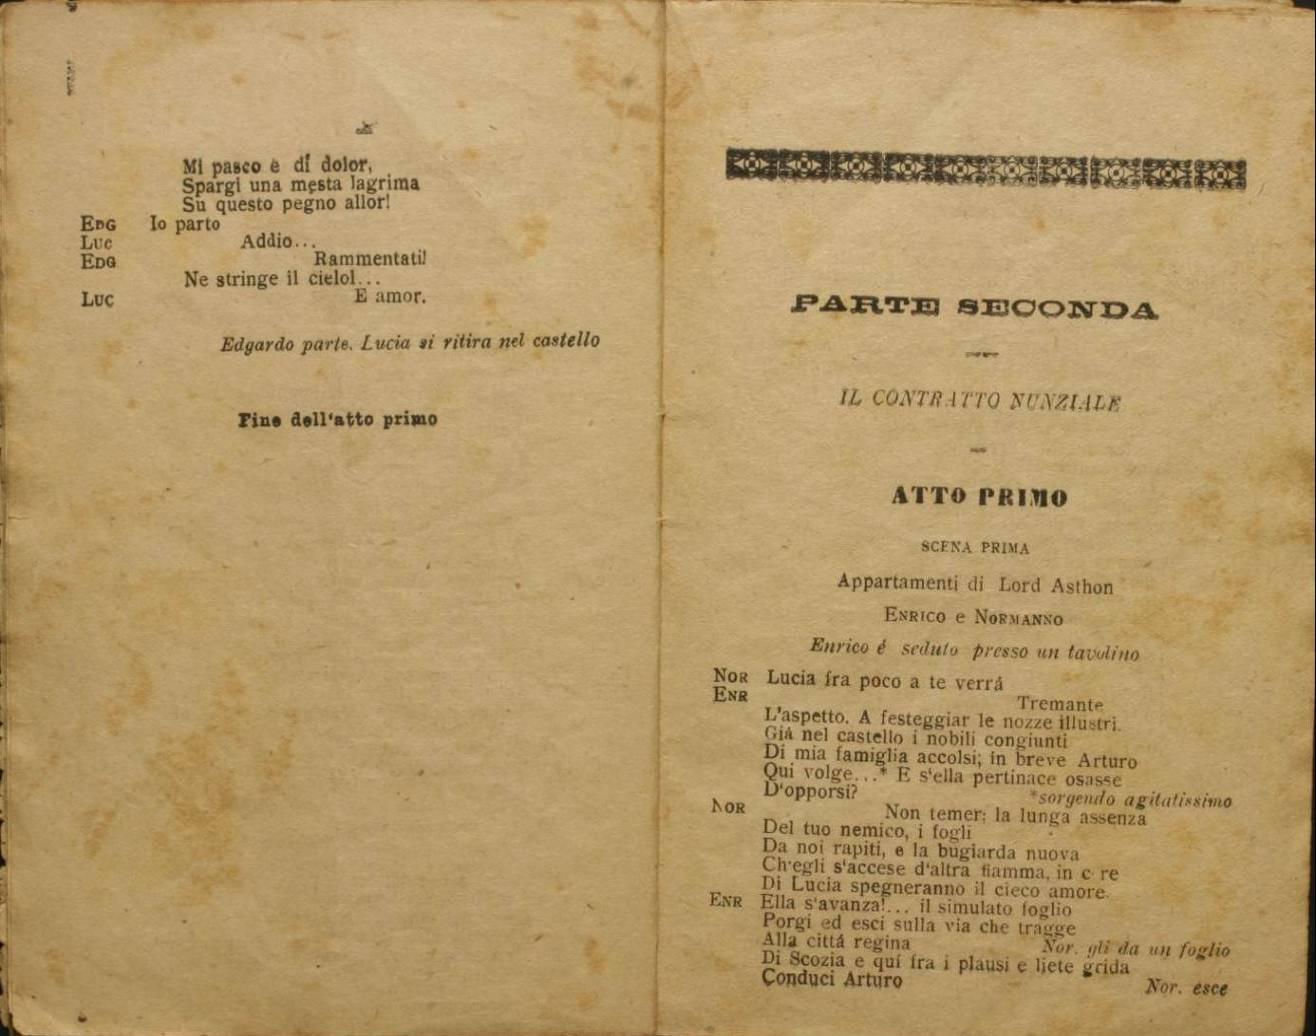 Mi pasco e di dolor,
Spargi una mesta lagrima
Su questo pegno allor!
EDG Io parto
LUC Addio...
EDG Rammentati!
Ne stringe il cielol...
LUC E amor.
Edgardo parte. Lucia si ritira nel castello
Fine dell'atto primo
PARTE SECONDA
IL CONTRATTO NUNZIALE
ATTO PRIMO
SCENA PRIMA
Appartamenti di Lord Asthon
ENRICO e NORMANNO
Enrico é seduto presso un tavolino
NOR Lucia fra poco a te verrá
ENR Tremante
L'aspetto. A festeggiar le nozze illustri.
Giá nel castello i nobili congiunti
Di mia famiglia accolsi; in breve Arturo
Qui volge...* E s'ella pertinace osasse
D'opporsi? *sorgendo agitatissimo
NOR Non temer; la lunga assenza
Del tuo nemico, i fogli
Da noi rapiti, e la bugiarda nuova
Ch'egli s'accese d'altra fiamma, in c re
Di Lucia spegneranno il cieco amore.
ENR Ella s'avanza!... il simulato foglio
Porgi ed esci sulla via che tragge
Alla cittá regina Nor. gli da un foglio
Di Scozia e quí fra i plausi e liete grida
Conduci Arturo Nor. esce